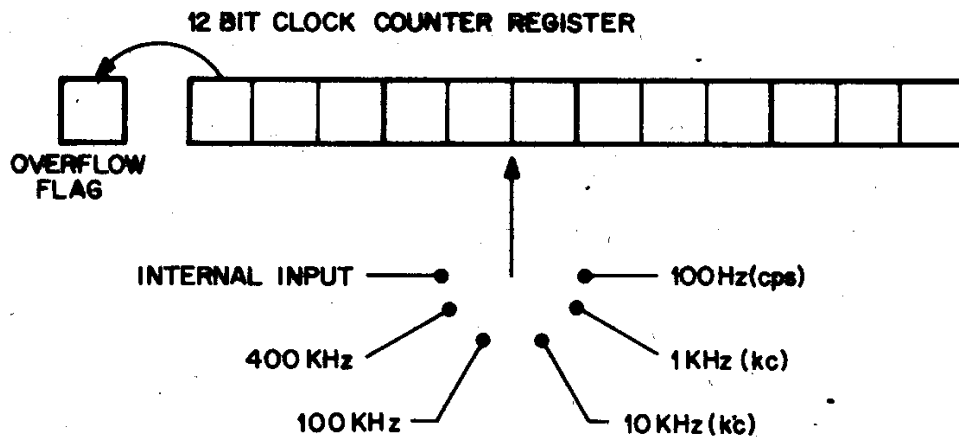 12 BIT CLOCK COUNTER REGISTER
OVERFLOW
FLAG
INTERNAL INPUT
100Hz(cps)
400 KHz
1 KHz (kc)
100 KHz
10 KHz (kc)